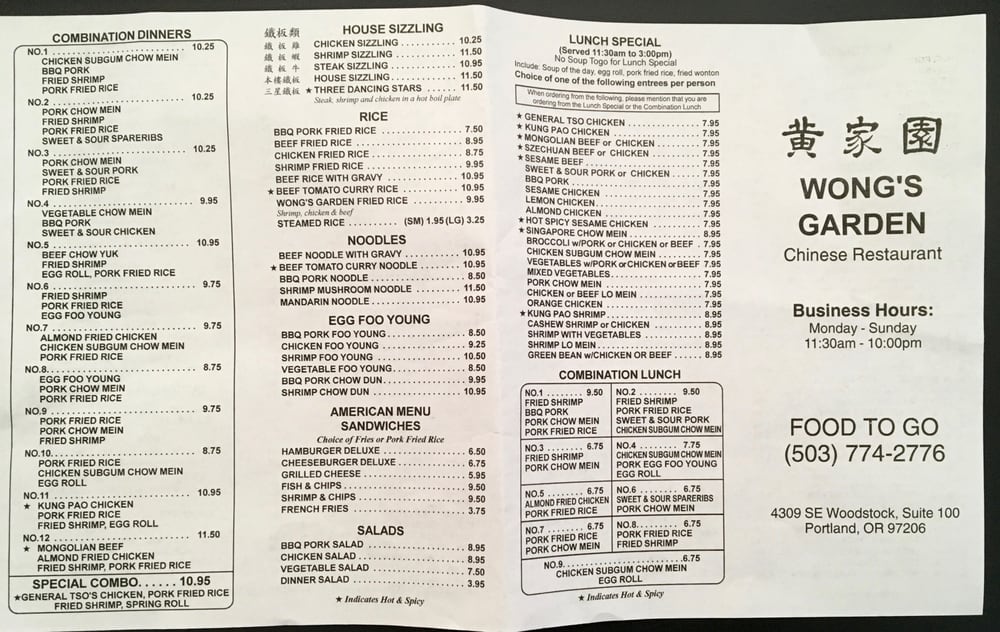 COMBINATION DINNERS
NO.1 ........ 10.25
CHICKEN SUBGUM CHOW MEIN
BBQ PORK
FRIED SHRIMP
PORK FRIED RICE
NO.2 ........ 10.25
PORK CHOW MEIN
FRIED SHRIMP
PORK FRIED RICE
SWEET & SOUR SPARERIBS
NO.3 ........ 10.25
PORK CHOW MEIN
SWEET & SOUR PORK
PORK FRIED RICE
FRIED SHRIMP
NO.4 ........ 9.95
VEGETABLE CHOW MEIN
BBQ PORK
SWEET & SOUR CHICKEN
NO.5 ........ 10.95
BEEF CHOW YUK
FRIED SHRIMP
EGG ROLL, PORK FRIED RICE
NO.6 ........ 9.75
FRIED SHRIMP
PORK FRIED RICE
EGG FOO YOUNG
NO.7 ........ 9.75
ALMOND FRIED CHICKEN
CHICKEN SUBGUM CHOW MEIN
PORK FRIED RICE
NO.8. ........ 8.75
EGG FOO YOUNG
PORK CHOW MEIN
PORK FRIED RICE
NO.9 ........ 9.75
PORK FRIED RICE
PORK CHOW MEIN
FRIED SHRIMP
NO.10. ........ 8.75
PORK FRIED RICE
CHICKEN SUBGUM CHOW MEIN
EGG ROLL
NO.11 ........ 10.95
★ KUNG PAO CHICKEN
PORK FRIED RICE
FRIED SHRIMP, EGG ROLL
NO.12 ........ 11.50
★ MONGOLIAN BEEF
ALMOND FRIED CHICKEN
FRIED SHRIMP, PORK FRIED RICE
SPECIAL COMBO...... 10.95
★GENERAL TSO'S CHICKEN, PORK FRIED RICE
FRIED SHRIMP, SPRING ROLL
鐵板類 HOUSE SIZZLING
鐵板雞 CHICKEN SIZZLING ........ 10.25
鐵板蝦 SHRIMP SIZZLING ........ 11.50
鐵板牛 STEAK SIZZLING ........ 10.95
本樓鐵板 HOUSE SIZZLING ........ 11.50
三星鐵板 ★ THREE DANCING STARS ........ 11.50
Steak, shrimp and chicken in a hot boil plate
RICE
BBQ PORK FRIED RICE ........ 7.50
BEEF FRIED RICE ........ 8.95
CHICKEN FRIED RICE ........ 8.75
SHRIMP FRIED RICE ........ 9.95
BEEF RICE WITH GRAVY ........ 10.95
★ BEEF TOMATO CURRY RICE ........ 10.95
WONG'S GARDEN FRIED RICE ........ 9.95
Shrimp, chicken & beef
STEAMED RICE ........ (SM) 1.95 (LG) 3.25
NOODLES
BEEF NOODLE WITH GRAVY ........ 10.95
★ BEEF TOMATO CURRY NOODLE ........ 10.95
BBQ PORK NOODLE ........ 8.50
SHRIMP MUSHROOM NOODLE ........ 11.50
MANDARIN NOODLE ........ 10.95
EGG FOO YOUNG
BBQ PORK FOO YOUNG ........ 8.50
CHICKEN FOO YOUNG ........ 9.25
SHRIMP FOO YOUNG ........ 10.50
VEGETABLE FOO YOUNG ........ 8.50
BBQ PORK CHOW DUN ........ 9.95
SHRIMP CHOW DUN ........ 10.95
AMERICAN MENU
SANDWICHES
Choice of Fries or Pork Fried Rice
HAMBURGER DELUXE ........ 6.50
CHEESEBURGER DELUXE ........ 6.75
GRILLED CHEESE ........ 5.95
FISH & CHIPS ........ 9.50
SHRIMP & CHIPS ........ 9.50
FRENCH FRIES ........ 3.75
SALADS
BBQ PORK SALAD ........ 8.95
CHICKEN SALAD ........ 8.95
VEGETABLE SALAD ........ 7.50
DINNER SALAD ........ 3.95
★ Indicates Hot & Spicy
LUNCH SPECIAL
(Served 11:30am to 3:00pm)
No Soup Togo for Lunch Special
Include: Soup of the day, egg roll, pork fried rice, fried wonton
Choice of one of the following entrees per person
When ordering from the following, please mention that you are
ordering from the Lunch Special or the Combination Lunch
★ GENERAL TSO CHICKEN ........ 7.95
★ KUNG PAO CHICKEN ........ 7.95
★ MONGOLIAN BEEF or CHICKEN ........ 7.95
★ SZECHUAN BEEF or CHICKEN ........ 7.95
★ SESAME BEEF ........ 7.95
SWEET & SOUR PORK or CHICKEN ........ 7.95
BBQ PORK ........ 7.95
SESAME CHICKEN ........ 7.95
LEMON CHICKEN ........ 7.95
ALMOND CHICKEN ........ 7.95
★ HOT SPICY SESAME CHICKEN ........ 7.95
★ SINGAPORE CHOW MEIN ........ 8.95
BROCCOLI w/PORK or CHICKEN or BEEF . 7.95
CHICKEN SUBGUM CHOW MEIN ........ 7.95
VEGETABLES w/PORK or CHICKEN or BEEF 7.95
MIXED VEGETABLES ........ 7.95
PORK CHOW MEIN ........ 7.95
CHICKEN or BEEF LO MEIN ........ 7.95
ORANGE CHICKEN ........ 7.95
★ KUNG PAO SHRIMP ........ 8.95
CASHEW SHRIMP or CHICKEN ........ 8.95
SHRIMP WITH VEGETABLES ........ 8.95
SHRIMP LO MEIN ........ 8.95
GREEN BEAN w/CHICKEN OR BEEF ...... 8.95
COMBINATION LUNCH
NO.1 ..... 9.50
FRIED SHRIMP
BBQ PORK
PORK CHOW MEIN
PORK FRIED RICE
NO.2 ........ 9.50
FRIED SHRIMP
PORK FRIED RICE
SWEET & SOUR PORK
CHICKEN SUBGUM CHOW MEIN
NO.3 ........ 6.75
FRIED SHRIMP
PORK CHOW MEIN
NO.4 ........ 7.75
CHICKEN SUBGUM CHOW MEIN
PORK EGG FOO YOUNG
EGG ROLL
NO.5 ........ 6.75
ALMOND FRIED CHICKEN
PORK FRIED RICE
NO.6 ........ 6.75
SWEET & SOUR SPARERIBS
PORK CHOW MEIN
NO.7 ........ 6.75
PORK FRIED RICE
PORK CHOW MEIN
NO.8. ........ 6.75
PORK FRIED RICE
FRIED SHRIMP
NO.9. ........ 6.75
CHICKEN SUBGUM CHOW MEIN
EGG ROLL
★ Indicates Hot & Spicy
黃家園
WONG'S
GARDEN
Chinese Restaurant
Business Hours:
Monday - Sunday
11:30am - 10:00pm
FOOD TO GO
(503) 774-2776
4309 SE Woodstock, Suite 100
Portland, OR 97206